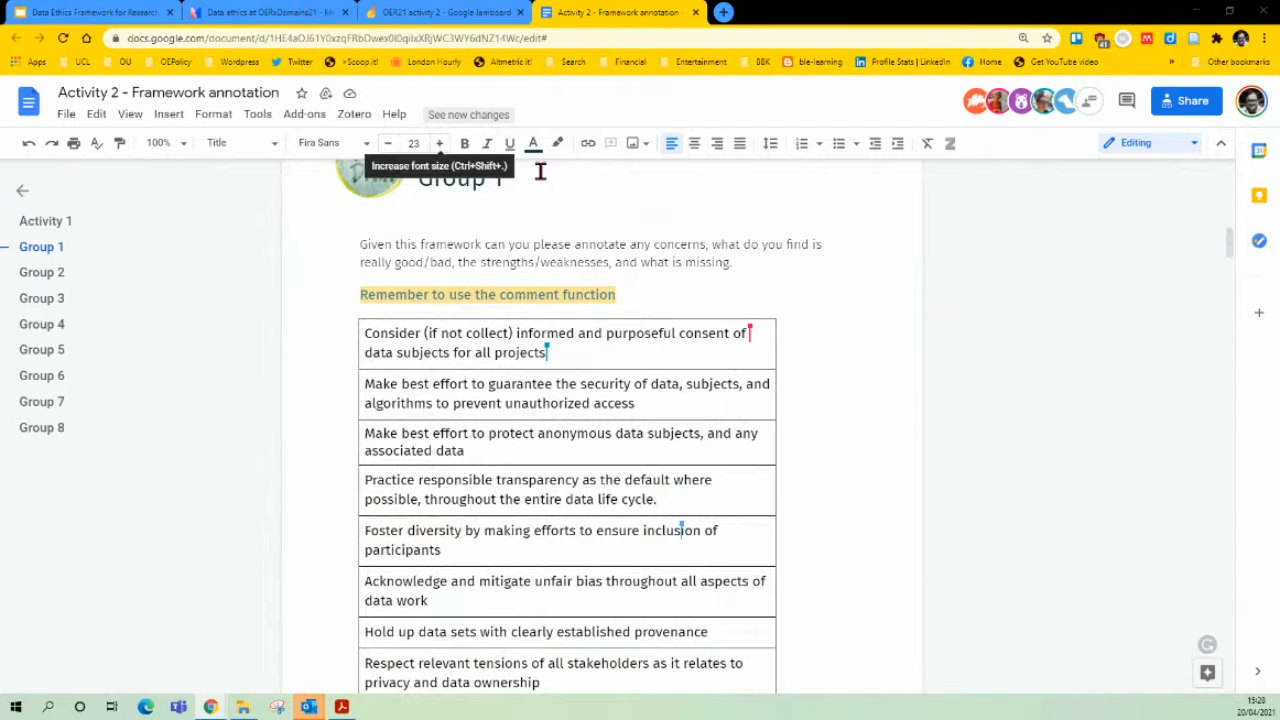 Data Ethics Framework for Resear
Data ethics at OERxDomains21 - M
OER21 activity 2 - Google Jamboard
Activity 2 - Framework annotation
docs.google.com/document/d/
Apps
UCL
OU
OEPolicy
Wordpress
Twitter
>Scoop.it!
London Hourly
Altmetric it!
Search
Financial
Entertainment
BBK
ble-learning
Profile Stats | LinkedIn
Home
Get YouTube video
»
Other bookmarks
Activity 2 - Framework annotation
File Edit View Insert Format Tools Add-ons Zotero Help See new changes
Share
100% Title Fira Sans 23 B I U A
Editing
Increase font size (Ctrl+Shift+.)
Group 1
Activity 1
Group 1
Group 2
Group 3
Group 4
Group 5
Group 6
Group 7
Group 8
Given this framework can you please annotate any concerns, what do you find is
really good/bad, the strengths/weaknesses, and what is missing.
Remember to use the comment function
Consider (if not collect) informed and purposeful consent of
data subjects for all projects
Make best effort to guarantee the security of data, subjects, and
algorithms to prevent unauthorized access
Make best effort to protect anonymous data subjects, and any
associated data
Practice responsible transparency as the default where
possible, throughout the entire data life cycle.
Foster diversity by making efforts to ensure inclusion of
participants
Acknowledge and mitigate unfair bias throughout all aspects of
data work
Hold up data sets with clearly established provenance
Respect relevant tensions of all stakeholders as it relates to
privacy and data ownership
15:28
20/04/2021